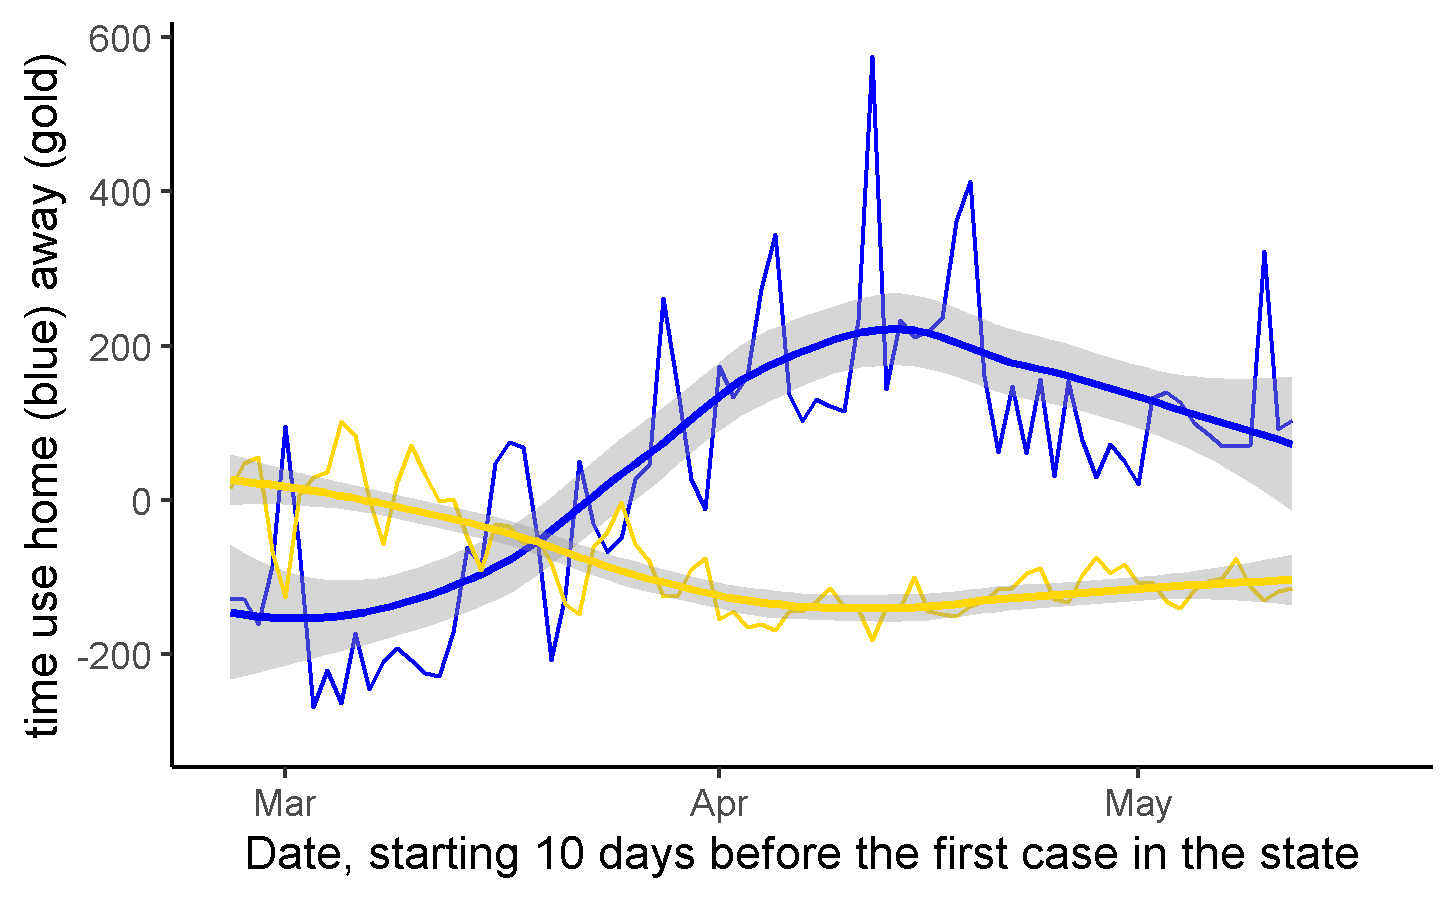 time use home (blue) away (gold)
600
400
200
0
-200
Mar
Apr
May
Date, starting 10 days before the first case in the state